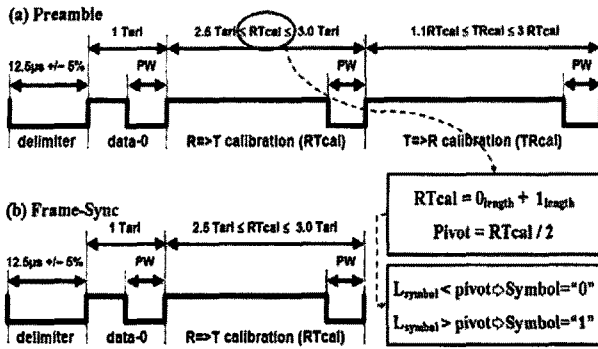 (a) Preamble
1 Tari
2.5 Tari ≤ RTcal ≤ 3.0 Tari
1.1RTcal ≤ TRcal ≤ 3 RTcal
12.5µs +/- 5%
PW
PW
PW
delimiter
data-0
R=>T calibration (RTcal)
T=>R calibration (TRcal)
RTcal = 0length + 1length
Pivot = RTcal / 2
(b) Frame-Sync
1 Tari
2.5 Tari ≤ RTcal ≤ 3.0 Tari
12.5µs +/- 5%
PW
PW
Lsymbol < pivot⇨Symbol="0"
Lsymbol > pivot⇨Symbol="1"
delimiter
data-0
R=>T calibration (RTcal)